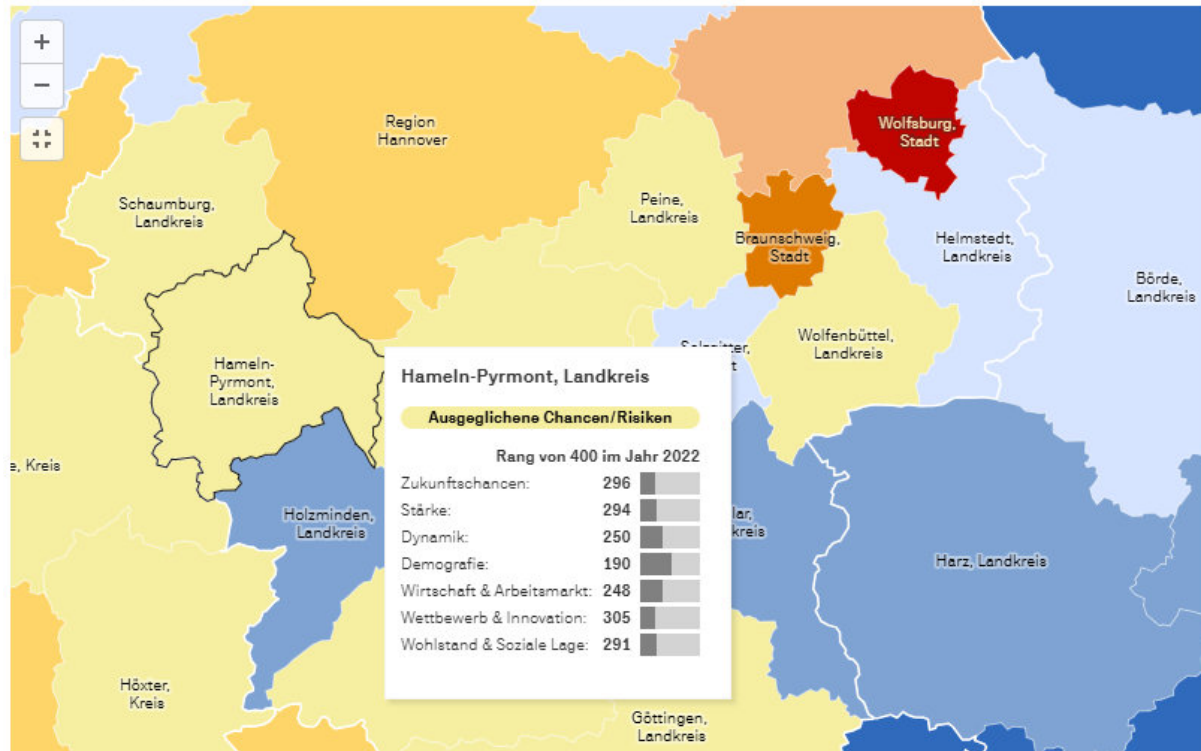 +
−
Region
Hannover
Wolfsburg,
Stadt
Schaumburg,
Landkreis
Peine,
Landkreis
Braunschweig,
Stadt
Helmstedt,
Landkreis
Börde,
Landkreis
Wolfenbüttel,
Landkreis
Hameln-
Pyrmont,
Landkreis
e, Kreis
Holzminden,
Landkreis
Harz, Landkreis
Höxter,
Kreis
Göttingen,
Landkreis
Hameln-Pyrmont, Landkreis
Ausgeglichene Chancen/Risiken
Rang von 400 im Jahr 2022
Zukunftschancen: 296
Stärke: 294
Dynamik: 250
Demografie: 190
Wirtschaft & Arbeitsmarkt: 248
Wettbewerb & Innovation: 305
Wohlstand & Soziale Lage: 291